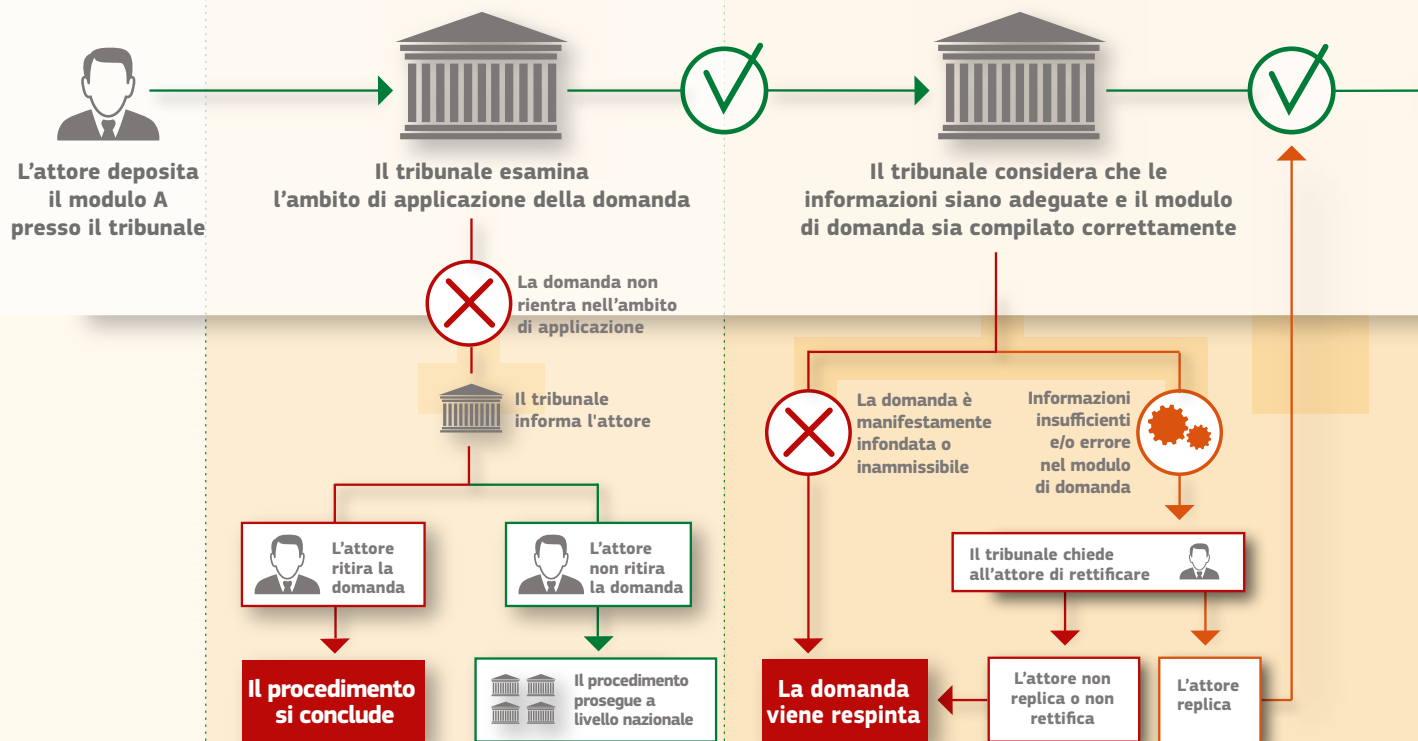 L'attore deposita
il modulo A
presso il tribunale
Il tribunale esamina
l'ambito di applicazione della domanda
Il tribunale considera che le
informazioni siano adeguate e il modulo
di domanda sia compilato correttamente
La domanda non
rientra nell'ambito
di applicazione
Il tribunale
informa l'attore
L'attore
ritira la
domanda
L'attore
non ritira
la domanda
Il procedimento
si conclude
Il procedimento
prosegue a
livello nazionale
La domanda è
manifestamente
infondata o
inammissibile
Informazioni
insufficienti
e/o errore
nel modulo
di domanda
Il tribunale chiede
all'attore di rettificare
La domanda
viene respinta
L'attore non
replica o non
rettifica
L'attore
replica